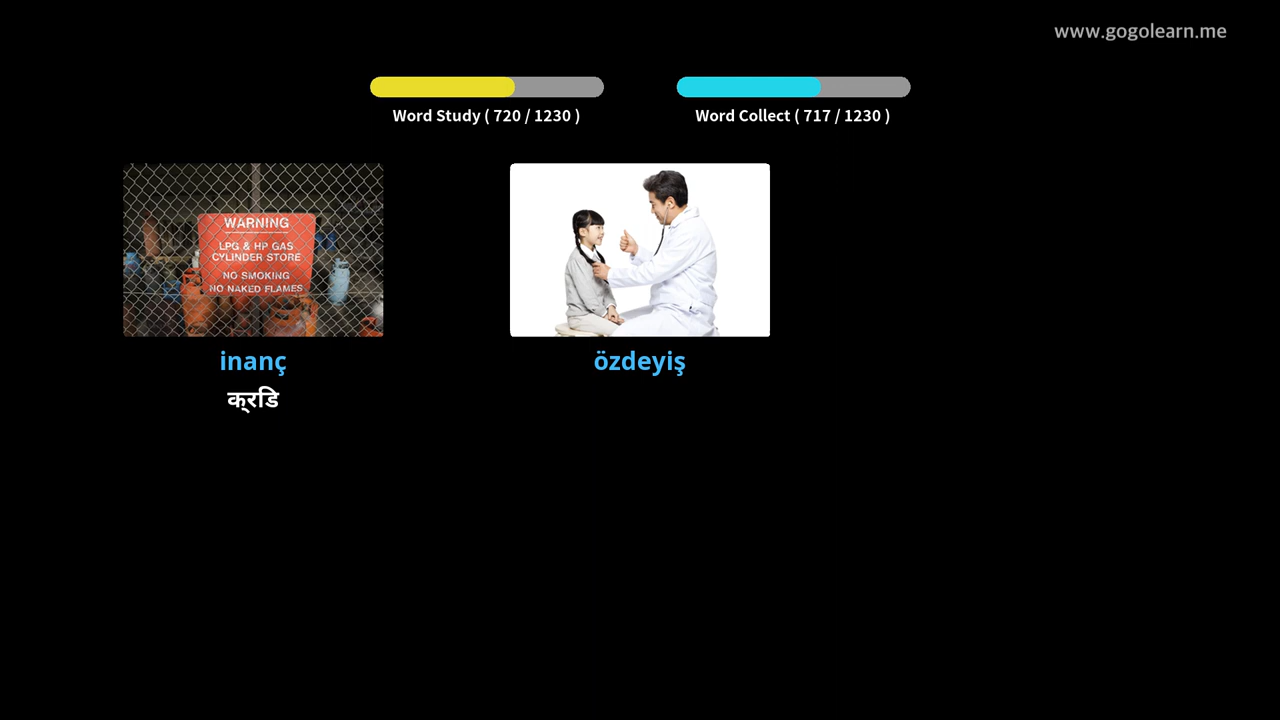 www.gogolearn.me
Word Study ( 720 / 1230 )
Word Collect ( 717 / 1230 )
WARNING
LPG & HP GAS
CYLINDER STORE
NO SMOKING
NO NAKED FLAMES
inanç
özdeyiş
क्रडि